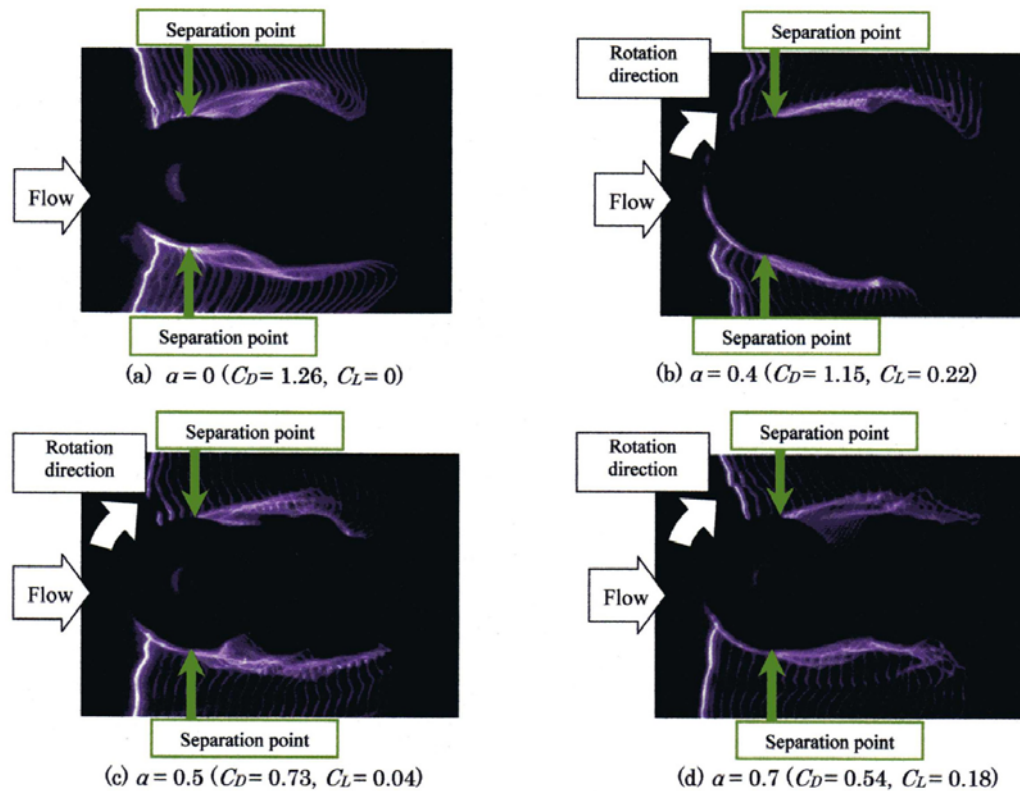 Separation point
Flow
Separation point
(a) α = 0 (C_D = 1.26, C_L = 0)
Separation point
Rotation
direction
Flow
Separation point
(b) α = 0.4 (C_D = 1.15, C_L = 0.22)
Separation point
Rotation
direction
Flow
Separation point
(c) α = 0.5 (C_D = 0.73, C_L = 0.04)
Separation point
Rotation
direction
Flow
Separation point
(d) α = 0.7 (C_D = 0.54, C_L = 0.18)